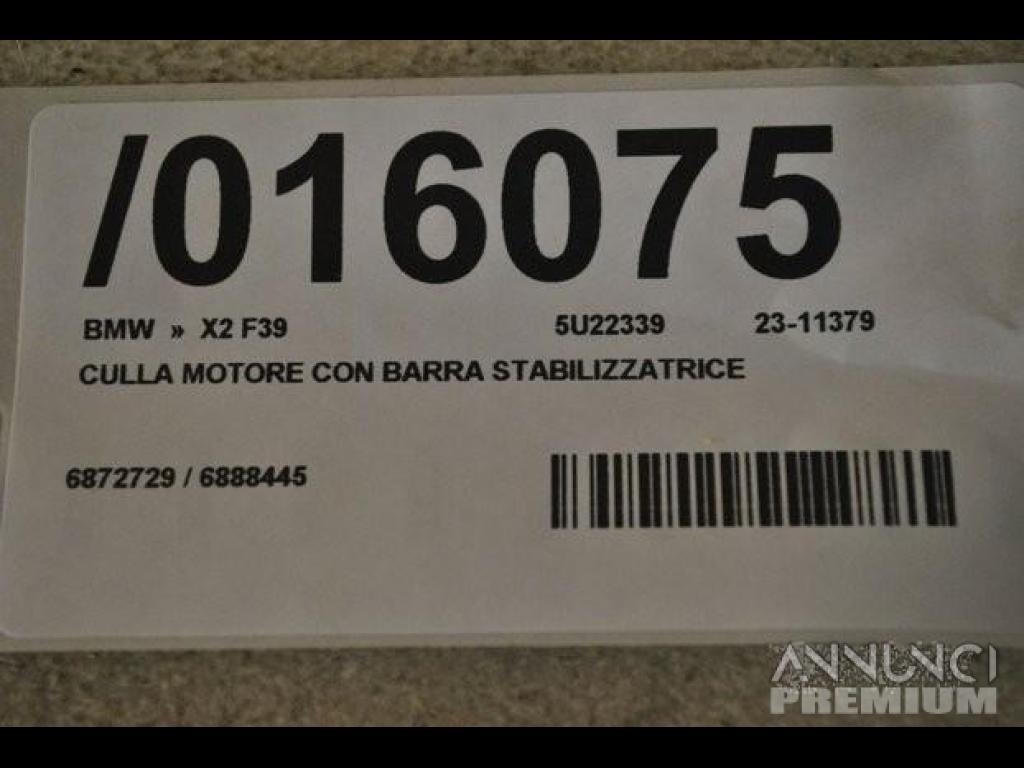 /016075
BMW » X2 F39 5U22339 23-11379
CULLA MOTORE CON BARRA STABILIZZATRICE
6872729 / 6888445
ANNUNCI
PREMIUM